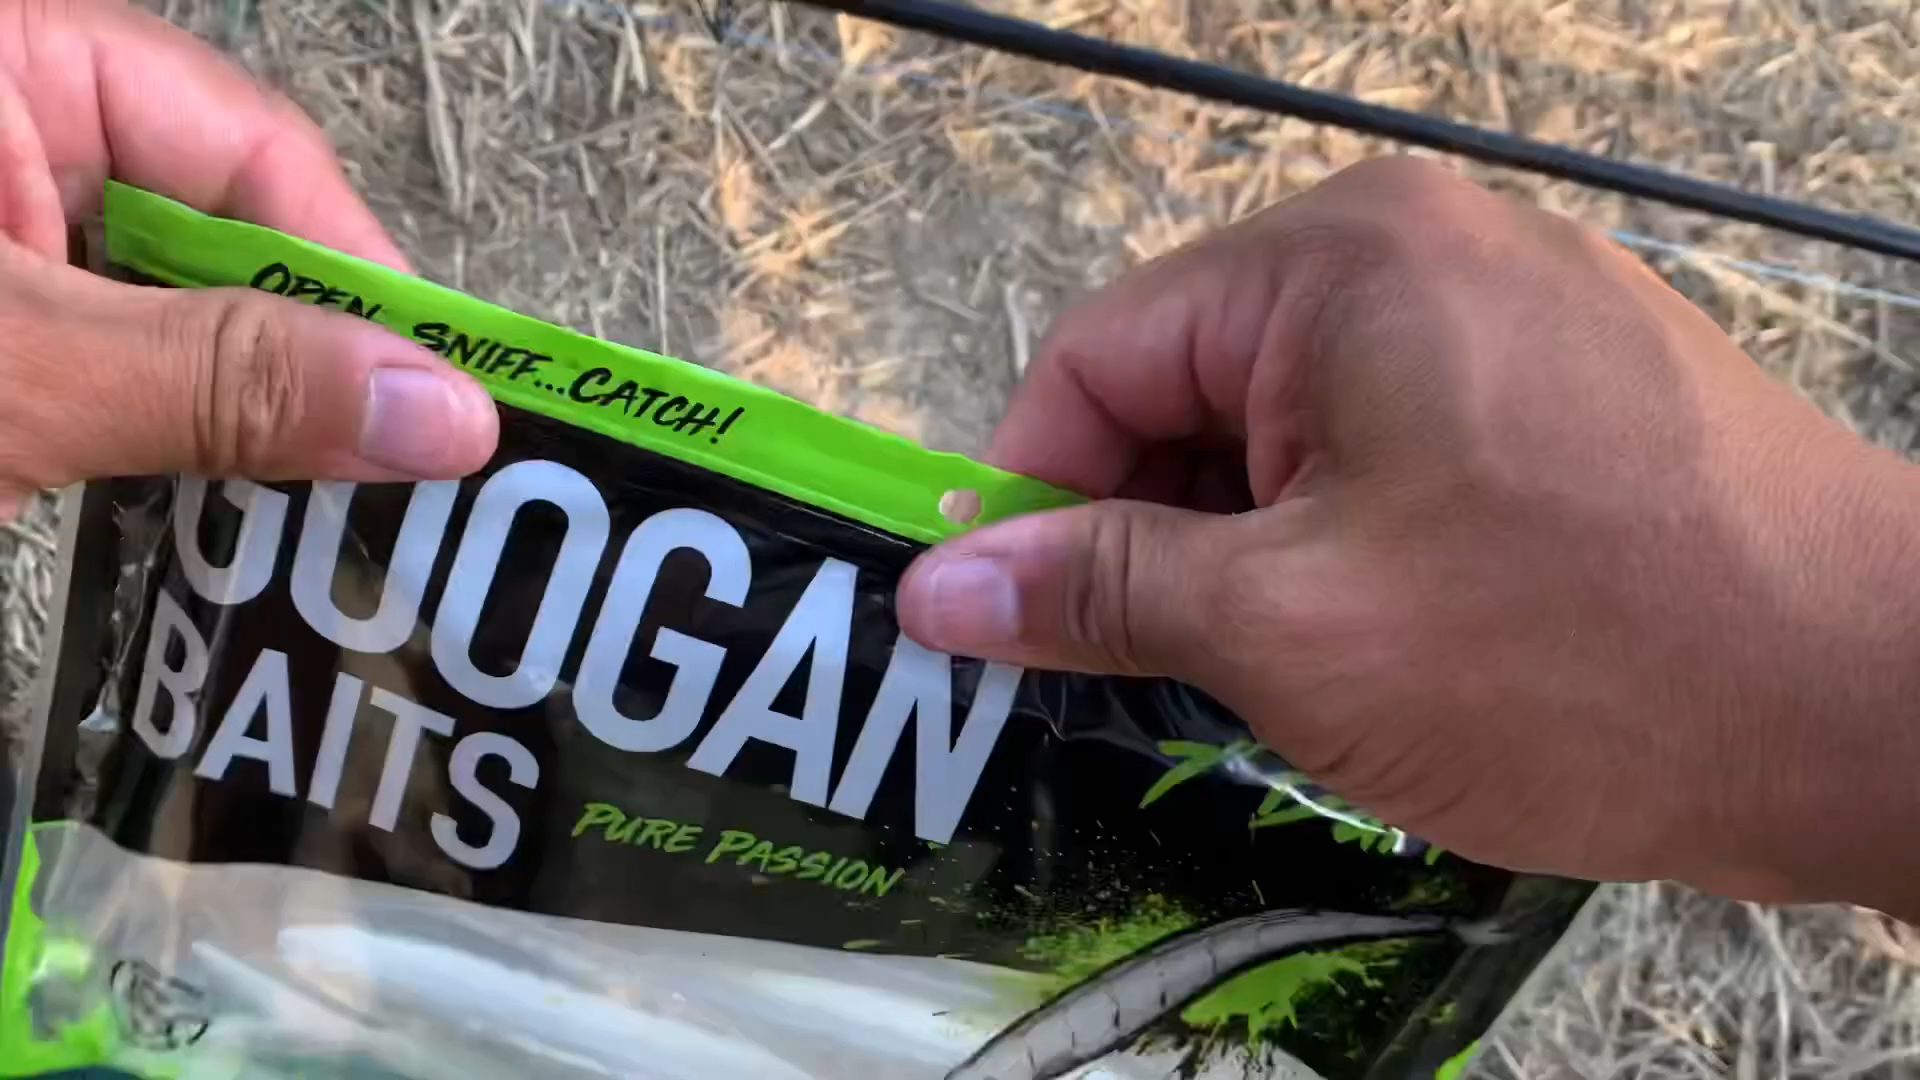 OPEN... SNIFF...CATCH!
GOOGAN
BAITS
PURE PASSION